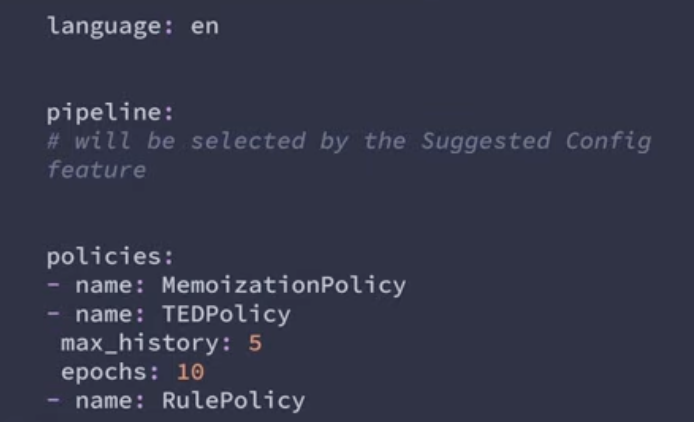 language: en
pipeline:
# will be selected by the Suggested Config
feature
policies:
- name: MemoizationPolicy
- name: TEDPolicy
max_history: 5
epochs: 10
- name: RulePolicy